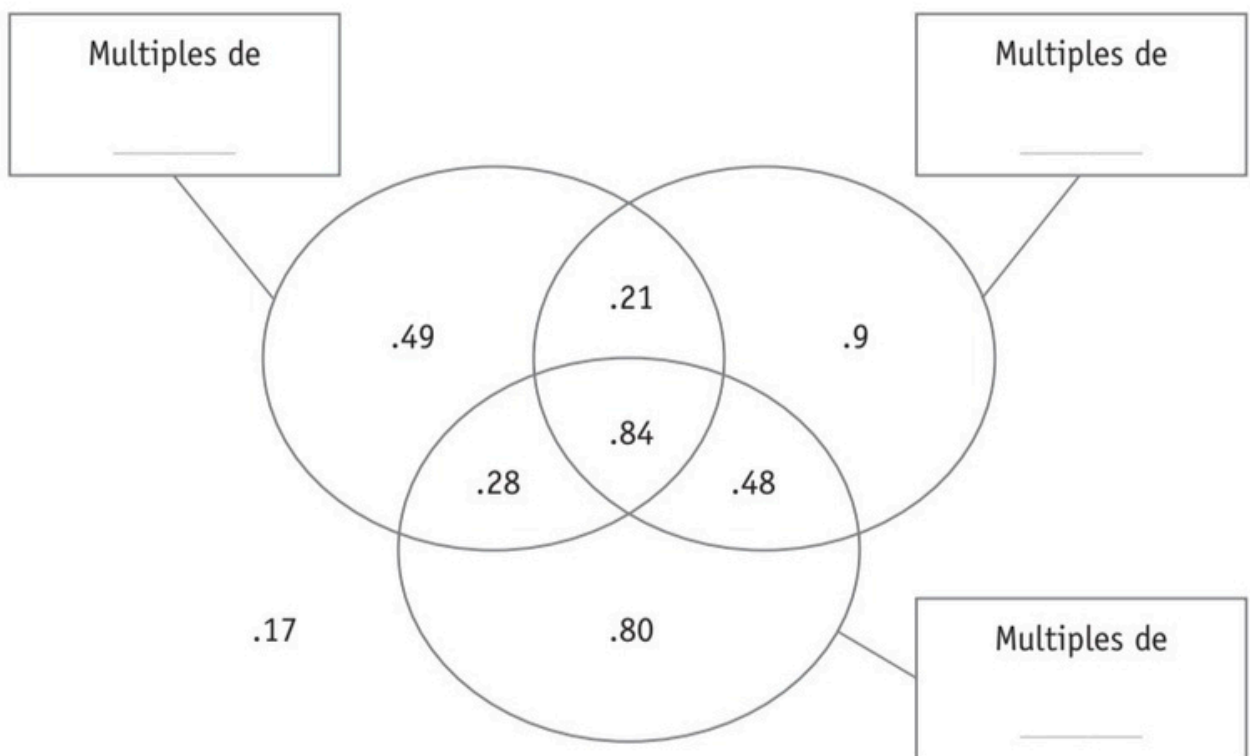 Multiples de
Multiples de
.21
.49
.9
.84
.28
.48
.17
.80
Multiples de